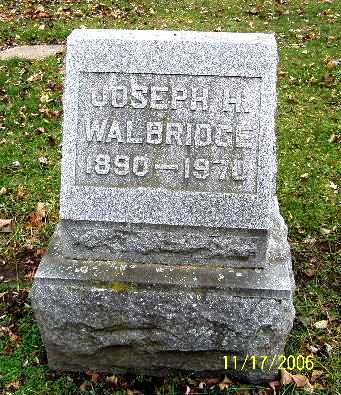 JOSEPH H.
WALBRIDGE
1890—1970
11/17/2006